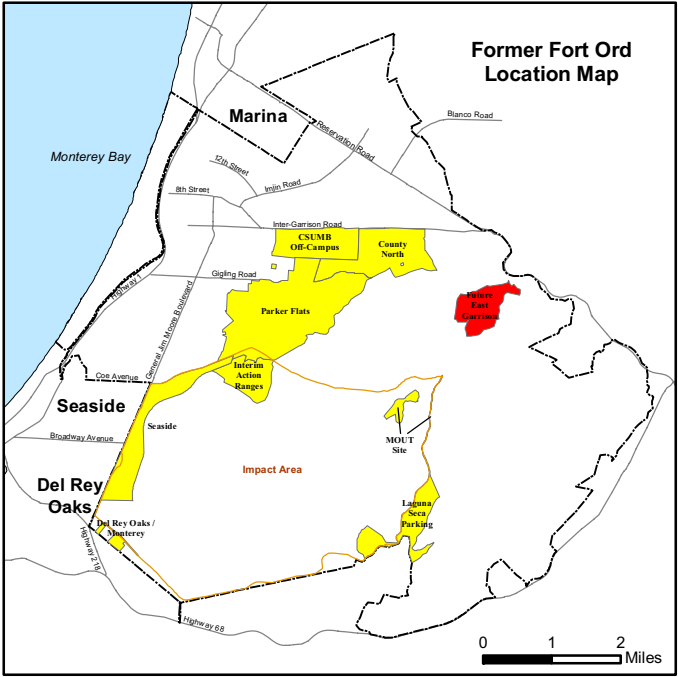 Former Fort Ord
Location Map
Marina
Blanco Road
Reservation Road
Monterey Bay
12th Street
Imjin Road
8th Street
Inter-Garrison Road
CSUMB
Off-Campus
County
North
Gigling Road
Highway 1
General Jim Moore Boulevard
Future
East
Garrison
Parker Flats
Interim
Action
Ranges
Coe Avenue
Seaside
Seaside
Broadway Avenue
MOUT
Site
Impact Area
Del Rey
Oaks
Laguna
Seca
Parking
Del Rey Oaks /
Monterey
Highway 218
Highway 68
0 1 2
Miles